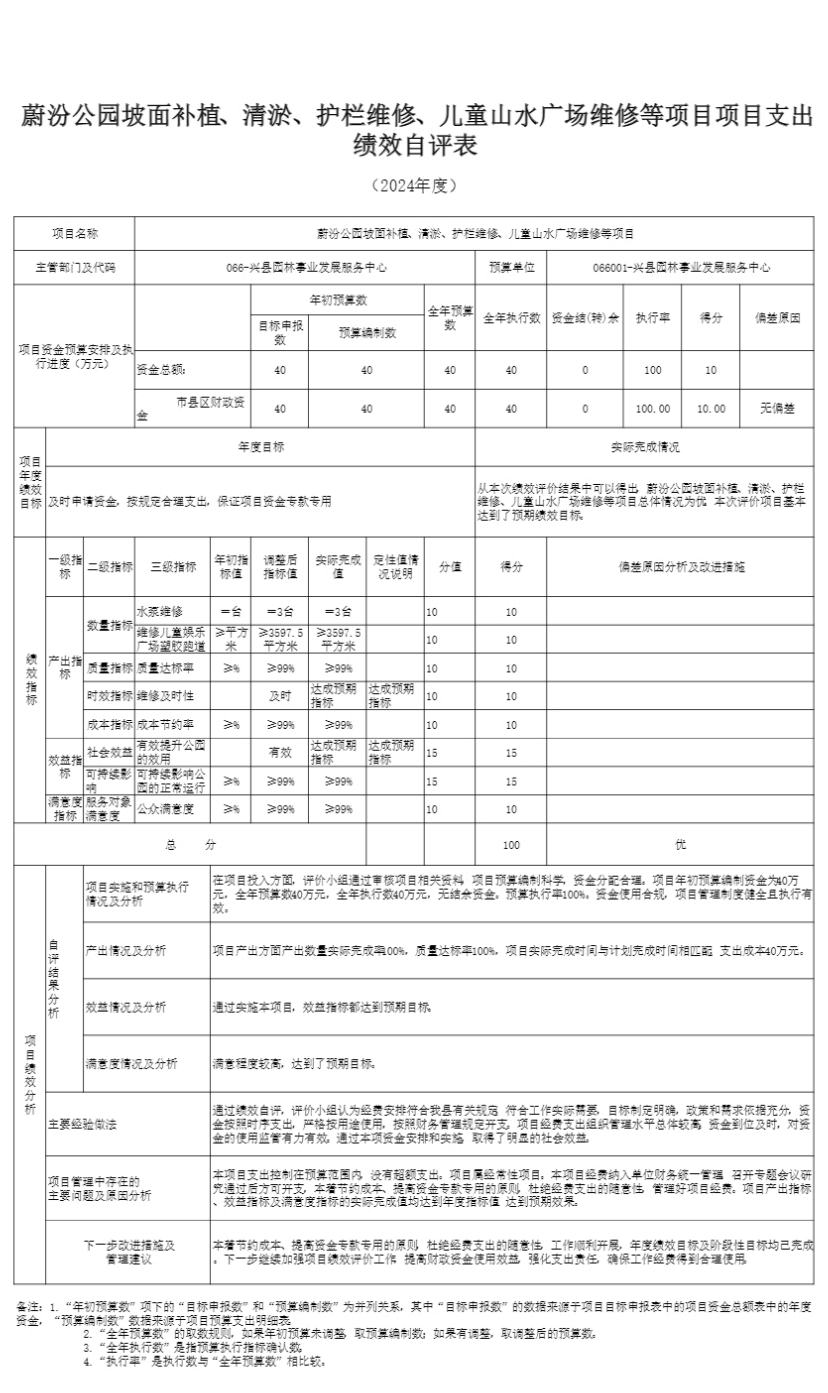 蔚汾公园坡面补植、清淤、护栏维修、儿童山水广场维修等项目项目支出
绩效自评表
（2024年度）
项目名称 蔚汾公园坡面补植、清淤、护栏维修、儿童山水广场维修等项目
主管部门及代码 066-兴县园林事业发展服务中心 预算单位 066001-兴县园林事业发展服务中心
项目资金预算安排及执
行进度（万元）
年初预算数
目标申报
数
预算编制数
全年预算
数
全年执行数 资金结(转)余 执行率 得分 偏差原因
资金总额： 40 40 40 40 0 100 10
市县区财政资
金
40 40 40 40 0 100.00 10.00 无偏差
项目
年度
绩效
目标
年度目标 实际完成情况
及时申请资金，按规定合理支出，保证项目资金专款专用
从本次绩效评价结果中可以得出，蔚汾公园坡面补植、清淤、护栏
维修、儿童山水广场维修等项目总体情况为优。本次评价项目基本
达到了预期绩效目标。
绩
效
指
标
一级指
标
二级指标 三级指标
年初指
标值
调整后
指标值
实际完成
值
定性值情
况说明
分值 得分 偏差原因分析及改进措施
产出指
标
数量指标
水泵维修 ＝台 ＝3台 ＝3台 10 10
维修儿童娱乐
广场塑胶跑道
≥平方
米
≥3597.5
平方米
≥3597.5
平方米
10 10
质量指标 质量达标率 ≥% ≥99% ≥99% 10 10
时效指标 维修及时性 及时
达成预期
指标
达成预期
指标
10 10
成本指标 成本节约率 ≥% ≥99% ≥99% 10 10
效益指
标
社会效益
有效提升公园
的效用
有效
达成预期
指标
达成预期
指标
15 15
可持续影
响
可持续影响公
园的正常运行
≥% ≥99% ≥99% 15 15
满意度
指标
服务对象
满意度
公众满意度 ≥% ≥99% ≥99% 10 10
总 分 100 优
项
目
绩
效
分
析
自
评
结
果
分
析
项目实施和预算执行
情况及分析
在项目投入方面，评价小组通过审核项目相关资料，项目预算编制科学，资金分配合理。项目年初预算编制资金为40万
元，全年预算数40万元，全年执行数40万元，无结余资金。预算执行率100%。资金使用合规，项目管理制度健全且执行有
效。
产出情况及分析 项目产出方面产出数量实际完成率100%，质量达标率100%，项目实际完成时间与计划完成时间相匹配，支出成本40万元。
效益情况及分析 通过实施本项目，效益指标都达到预期目标。
满意度情况及分析 满意程度较高，达到了预期目标。
主要经验做法
通过绩效自评，评价小组认为经费安排符合我县有关规定，符合工作实际需要，目标制定明确，政策和需求依据充分，资
金按照时序支出，严格按用途使用，按照财务管理规定开支。项目经费支出组织管理水平总体较高，资金到位及时，对资
金的使用监管有力有效。通过本项资金安排和实施，取得了明显的社会效益。
项目管理中存在的
主要问题及原因分析
本项目支出控制在预算范围内，没有超额支出。项目属经常性项目。本项目经费纳入单位财务统一管理，召开专题会议研
究通过后方可开支，本着节约成本、提高资金专款专用的原则，杜绝经费支出的随意性，管理好项目经费。项目产出指标
、效益指标及满意度指标的实际完成值均达到年度指标值，达到预期效果。
下一步改进措施及
管理建议
本着节约成本、提高资金专款专用的原则，杜绝经费支出的随意性，工作顺利开展，年度绩效目标及阶段性目标均已完成
。下一步继续加强项目绩效评价工作，提高财政资金使用效益，强化支出责任，确保工作经费得到合理使用。
备注：1.“年初预算数”项下的“目标申报数”和“预算编制数”为并列关系，其中“目标申报数”的数据来源于项目目标申报表中的项目资金总额表中的年度
资金，“预算编制数”数据来源于项目预算支出明细表。
2.“全年预算数”的取数规则，如果年初预算未调整，取预算编制数；如果有调整，取调整后的预算数。
3.“全年执行数”是指预算执行指标确认数。
4.“执行率”是执行数与“全年预算数”相比较。